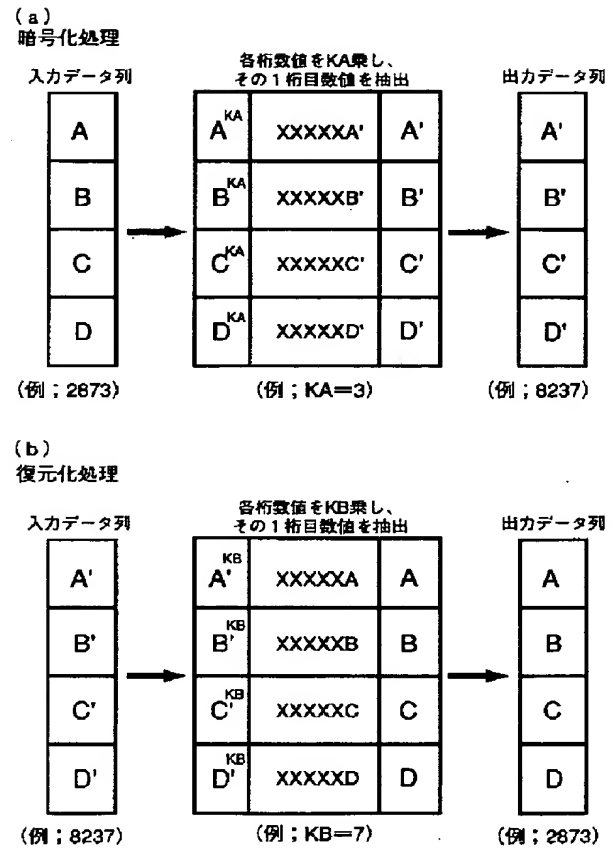 (a)
暗号化処理
入力データ列
各桁数値をKA乗し、
その1桁目数値を抽出
出力データ列
A
A^KA
XXXXXA'
A'
A'
B
B^KA
XXXXXB'
B'
B'
C
C^KA
XXXXXC'
C'
C'
D
D^KA
XXXXXD'
D'
D'
(例;2873)
(例;KA=3)
(例;8237)
(b)
復元化処理
入力データ列
各桁数値をKB乗し、
その1桁目数値を抽出
出力データ列
A'
A'^KB
XXXXXA
A
A
B'
B'^KB
XXXXXB
B
B
C'
C'^KB
XXXXXC
C
C
D'
D'^KB
XXXXXD
D
D
(例;8237)
(例;KB=7)
(例;2873)